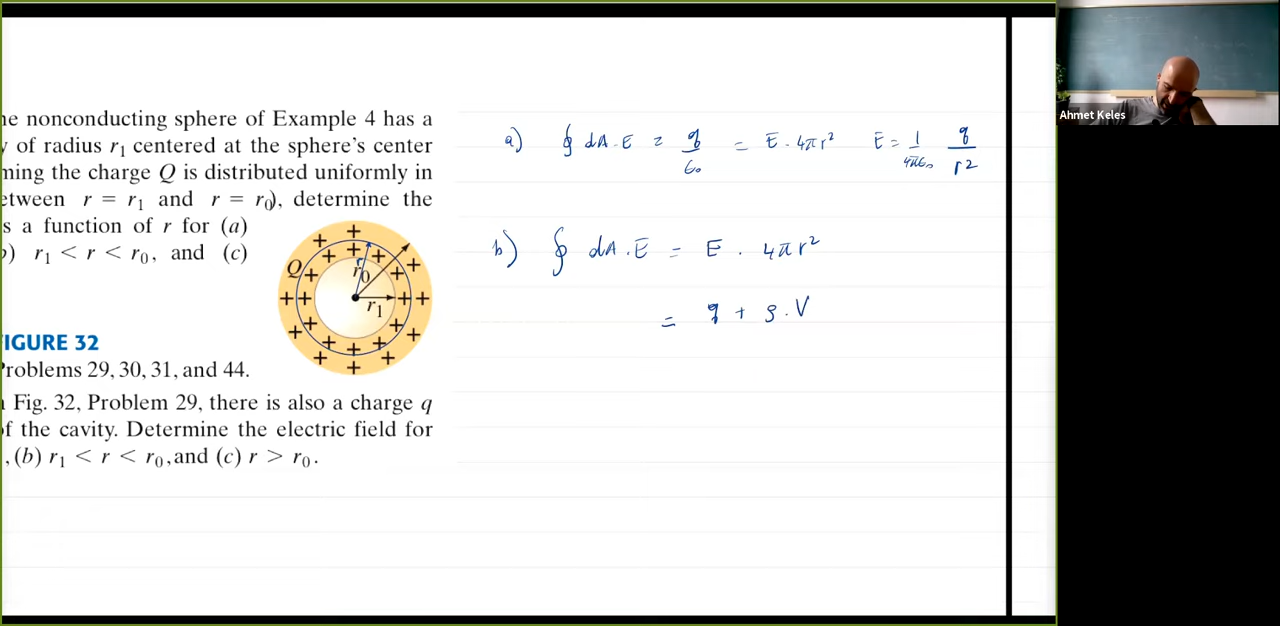 ne nonconducting sphere of Example 4 has a
of radius r₁ centered at the sphere's center
ming the charge Q is distributed uniformly in
etween r = r₁ and r = r₀), determine the
s a function of r for (a)
) r₁ < r < r₀, and (c)
Q
r₀
r₁
IGURE 32
Problems 29, 30, 31, and 44.
Fig. 32, Problem 29, there is also a charge q
f the cavity. Determine the electric field for
, (b) r₁ < r < r₀, and (c) r > r₀.
a) ∮ dA . E = q/ϵ₀ = E . 4πr² E = 1/4πϵ₀ q/r²
b) ∮ dA . E = E . 4πr²
= q + ρ . V
Ahmet Keles